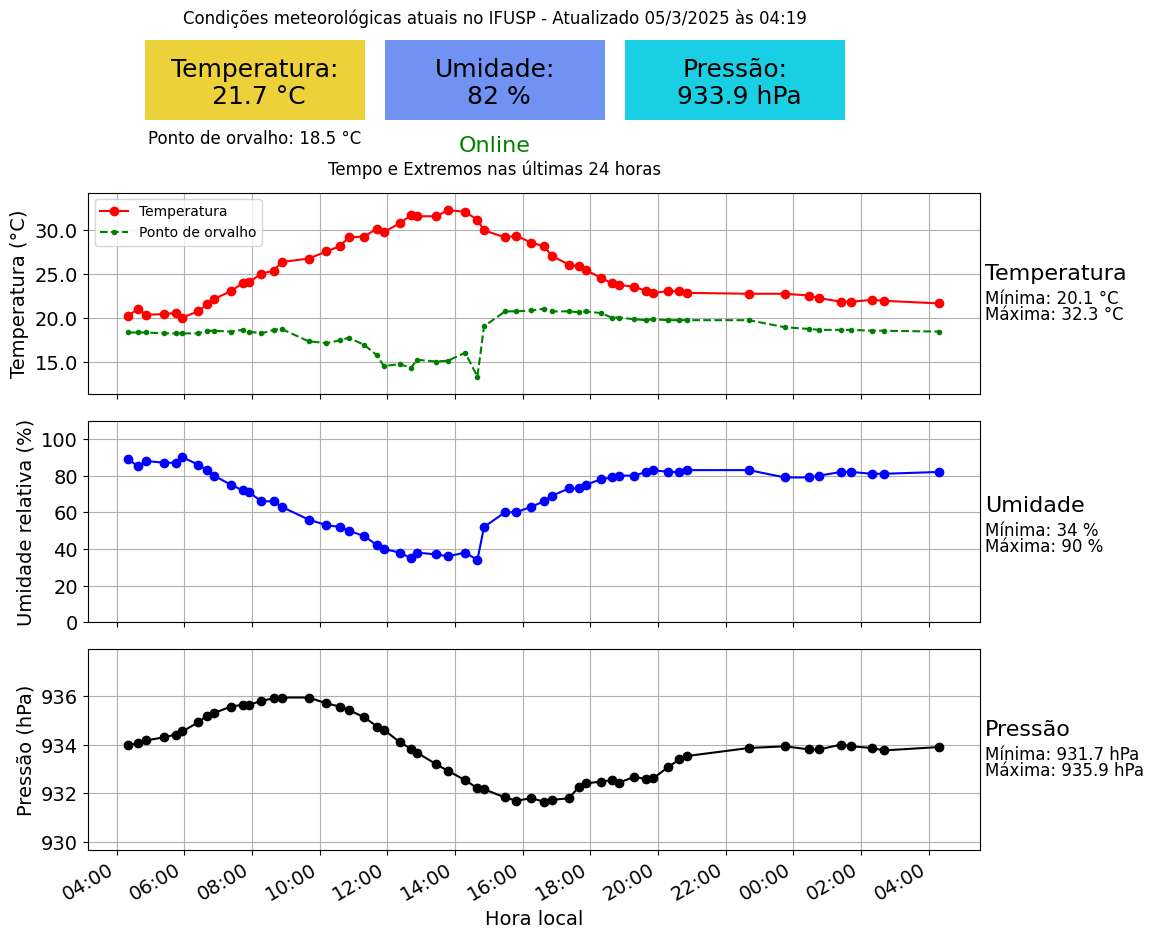 Condições meteorológicas atuais no IFUSP - Atualizado 05/3/2025 às 04:19
Temperatura:
21.7 °C
Umidade:
82 %
Pressão:
933.9 hPa
Ponto de orvalho: 18.5 °C
Online
Tempo e Extremos nas últimas 24 horas
Temperatura (°C)
30.0
25.0
20.0
15.0
Temperatura
Ponto de orvalho
Temperatura
Mínima: 20.1 °C
Máxima: 32.3 °C
Umidade relativa (%)
100
80
60
40
20
0
Umidade
Mínima: 34 %
Máxima: 90 %
Pressão (hPa)
936
934
932
930
Pressão
Mínima: 931.7 hPa
Máxima: 935.9 hPa
04:00
06:00
08:00
10:00
12:00
14:00
16:00
18:00
20:00
22:00
00:00
02:00
04:00
Hora local